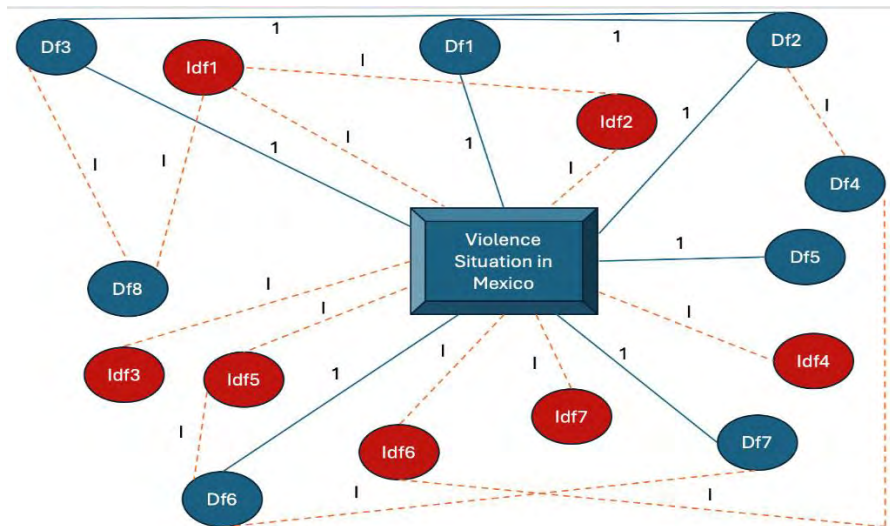 1
Df3
Df1
1
Df2
Idf1
I
Idf2
I
1
I
1
1
I
I
I
Df4
Violence
Situation in
Mexico
1
Df5
Df8
I
I
I
Idf3
Idf5
1
I
I
1
Idf4
Idf7
I
Idf6
Df7
Df6
I
I